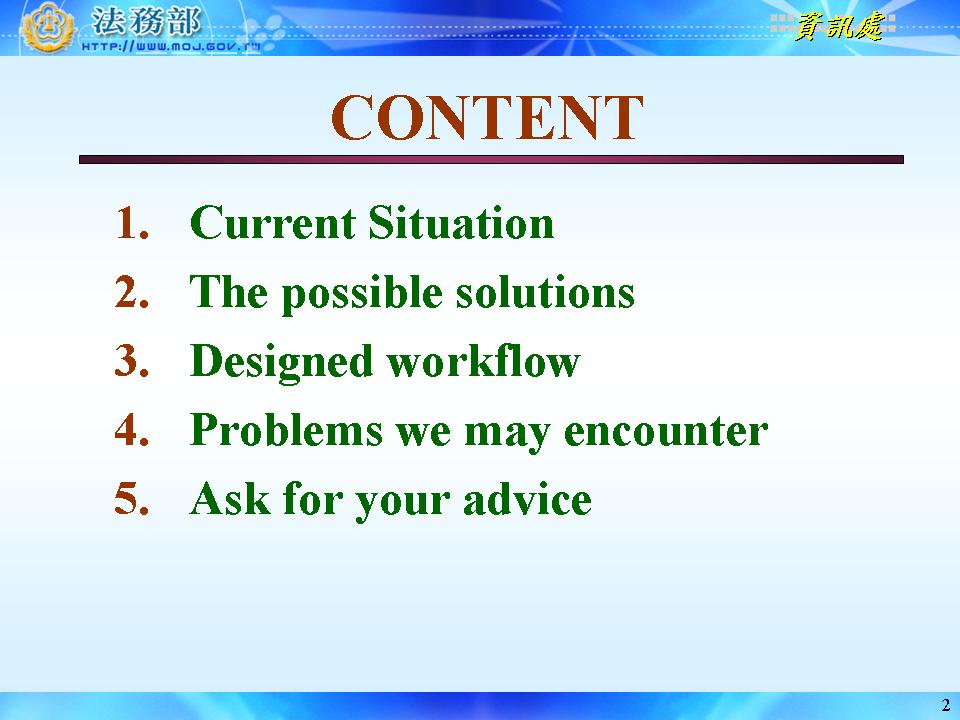 法務部
HTTP://WWW.MOJ.GOV.TW
資訊處
CONTENT
1. Current Situation
2. The possible solutions
3. Designed workflow
4. Problems we may encounter
5. Ask for your advice
2